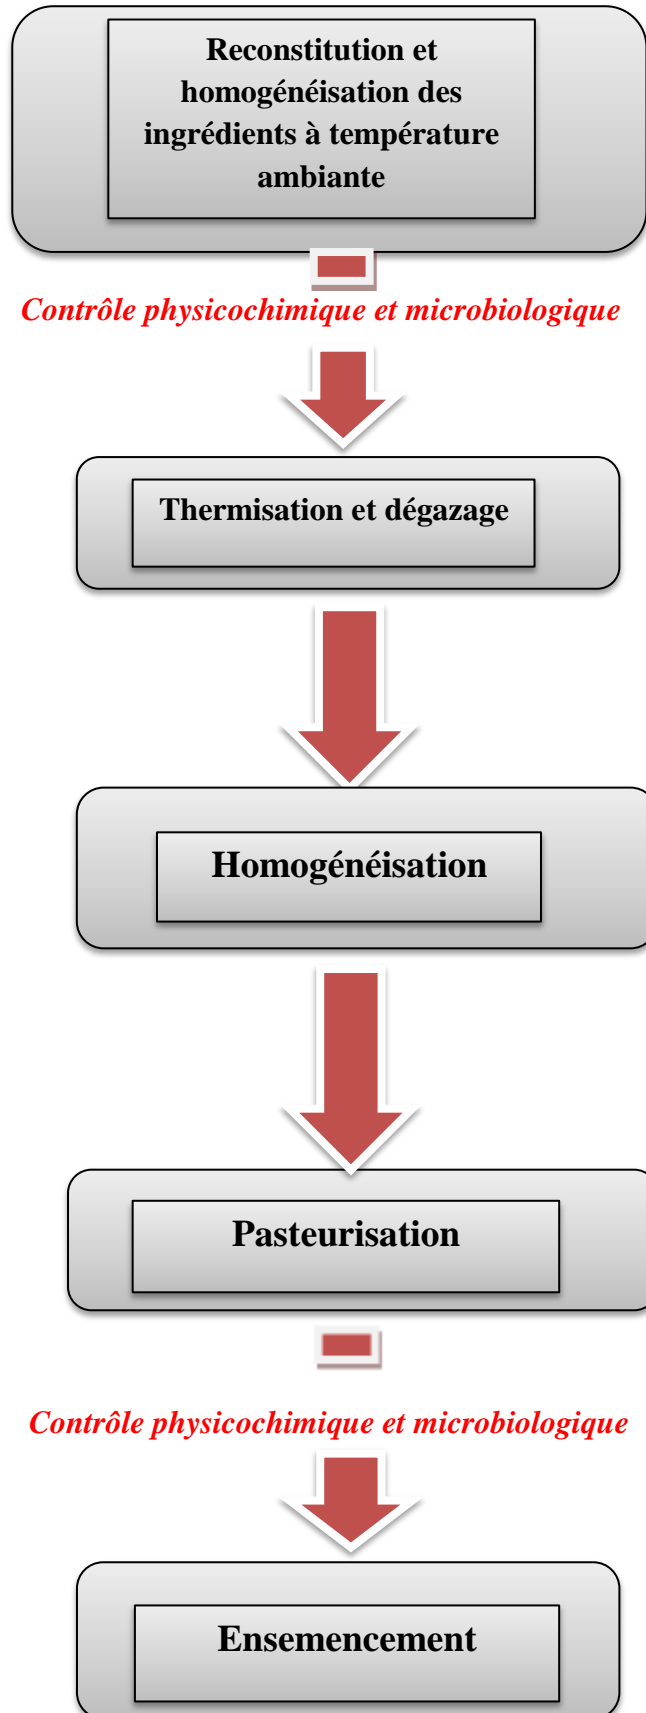 Reconstitution et
homogénéisation des
ingrédients à température
ambiante
Contrôle physicochimique et microbiologique
Thermisation et dégazage
Homogénéisation
Pasteurisation
Contrôle physicochimique et microbiologique
Ensemencement